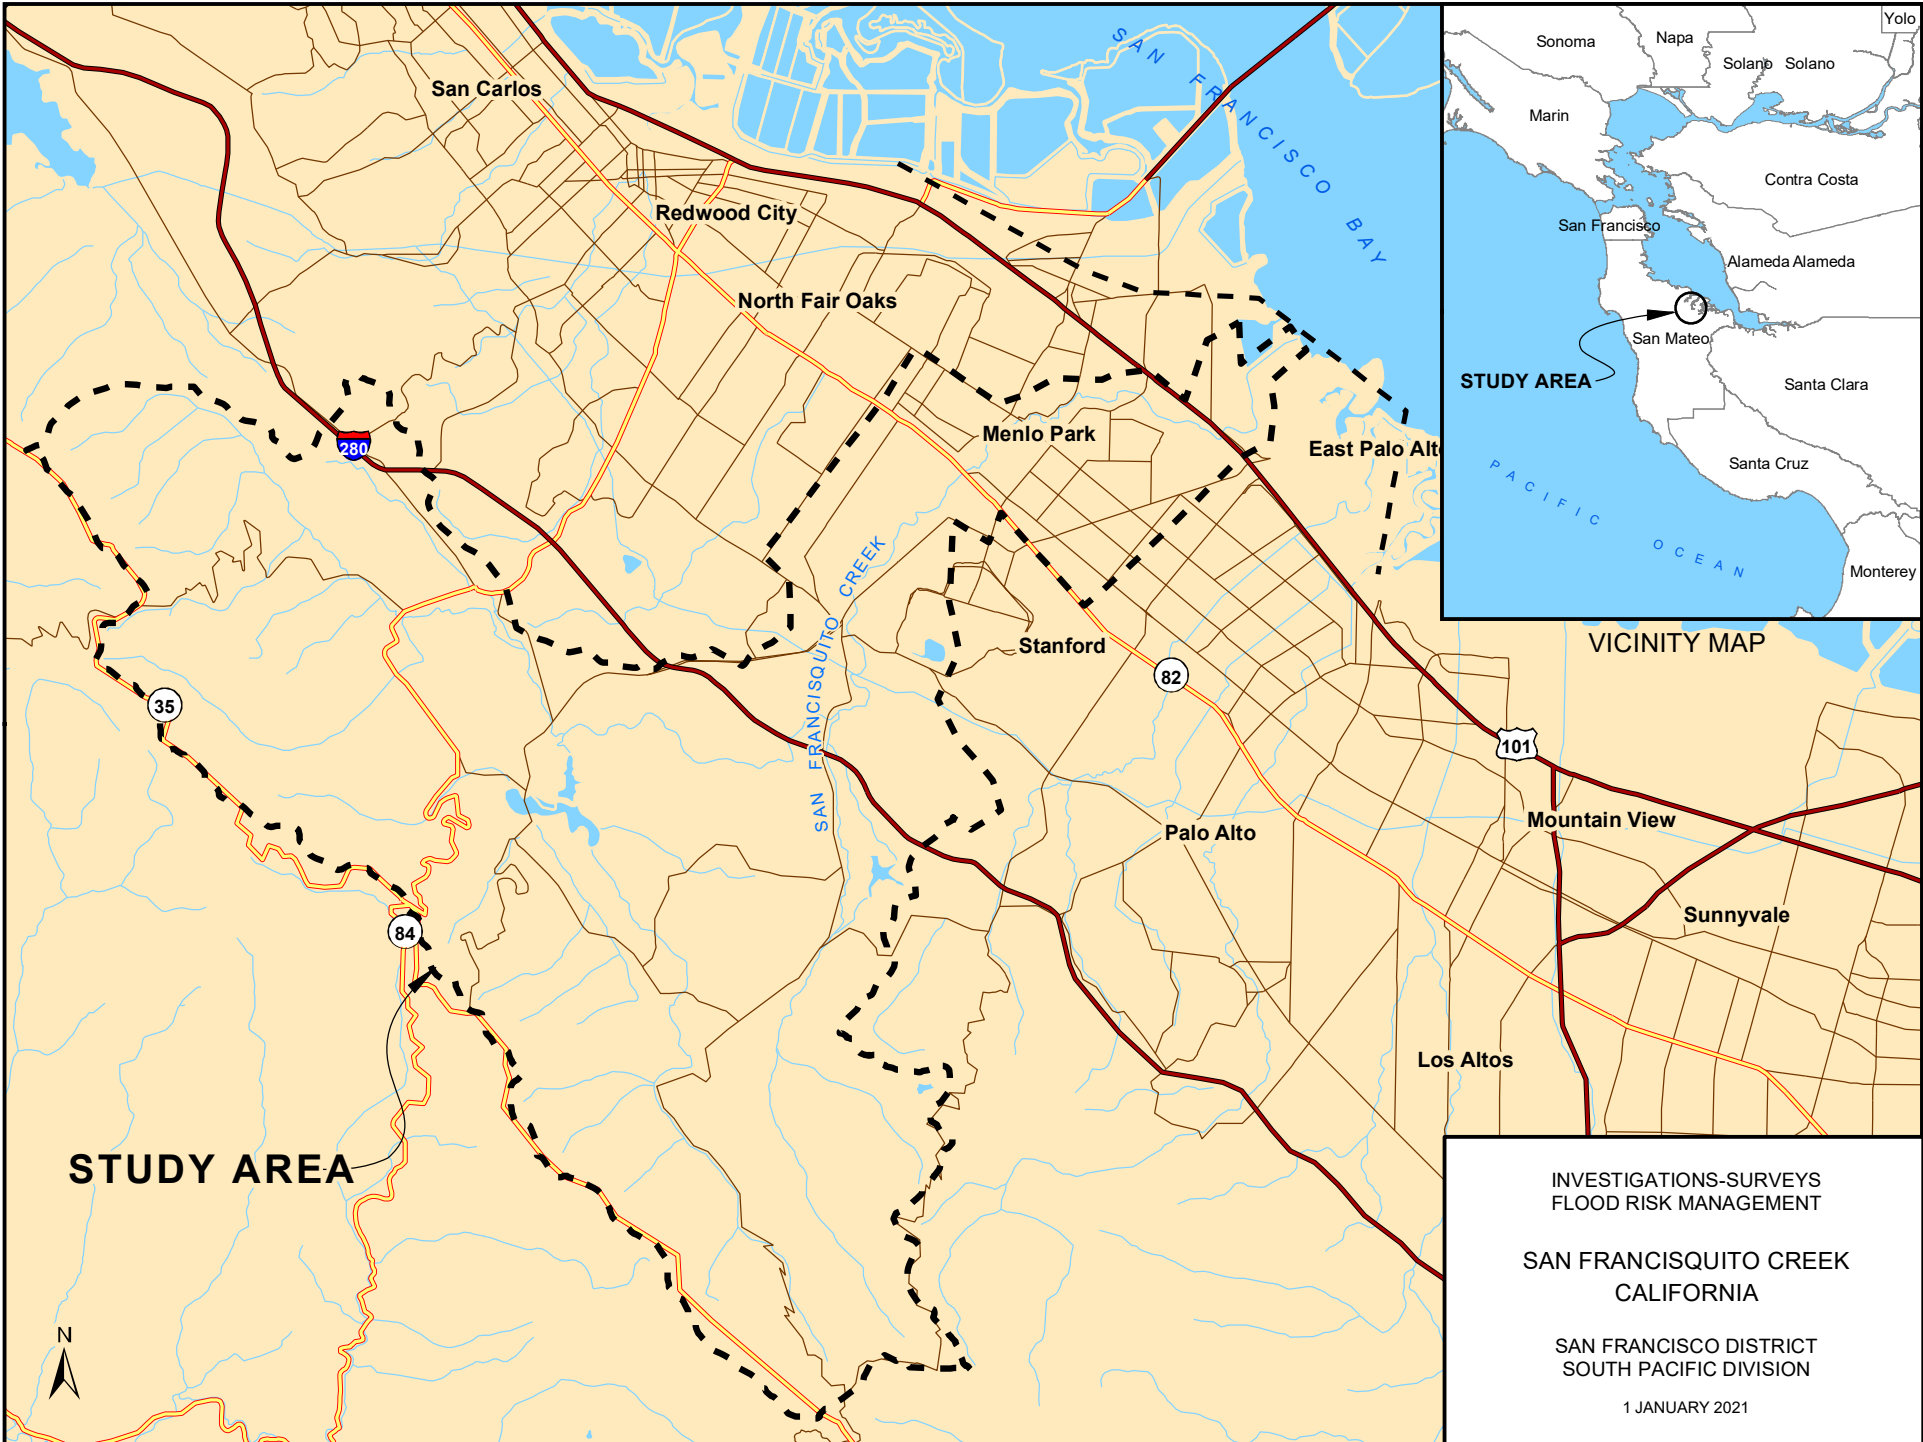 San Carlos
SAN FRANCISCO BAY
Redwood City
North Fair Oaks
280
Menlo Park
East Palo Alt
SAN FRANCISQUITO CREEK
Stanford
82
35
101
Mountain View
Palo Alto
84
Sunnyvale
Los Altos
STUDY AREA
N
Yolo
Sonoma
Napa
Solano
Solano
Marin
Contra Costa
San Francisco
Alameda
Alameda
San Mateo
STUDY AREA
Santa Clara
Santa Cruz
PACIFIC OCEAN
Monterey
VICINITY MAP
INVESTIGATIONS-SURVEYS
FLOOD RISK MANAGEMENT
SAN FRANCISQUITO CREEK
CALIFORNIA
SAN FRANCISCO DISTRICT
SOUTH PACIFIC DIVISION
1 JANUARY 2021